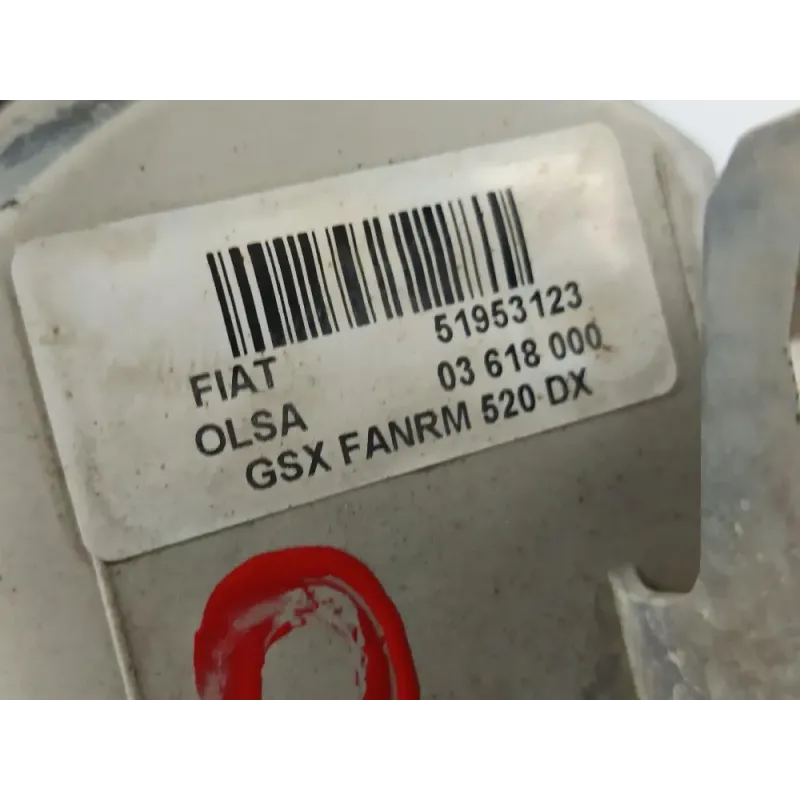 FIAT 51953123
OLSA 03 618 000
GSX FANRM 520 DX